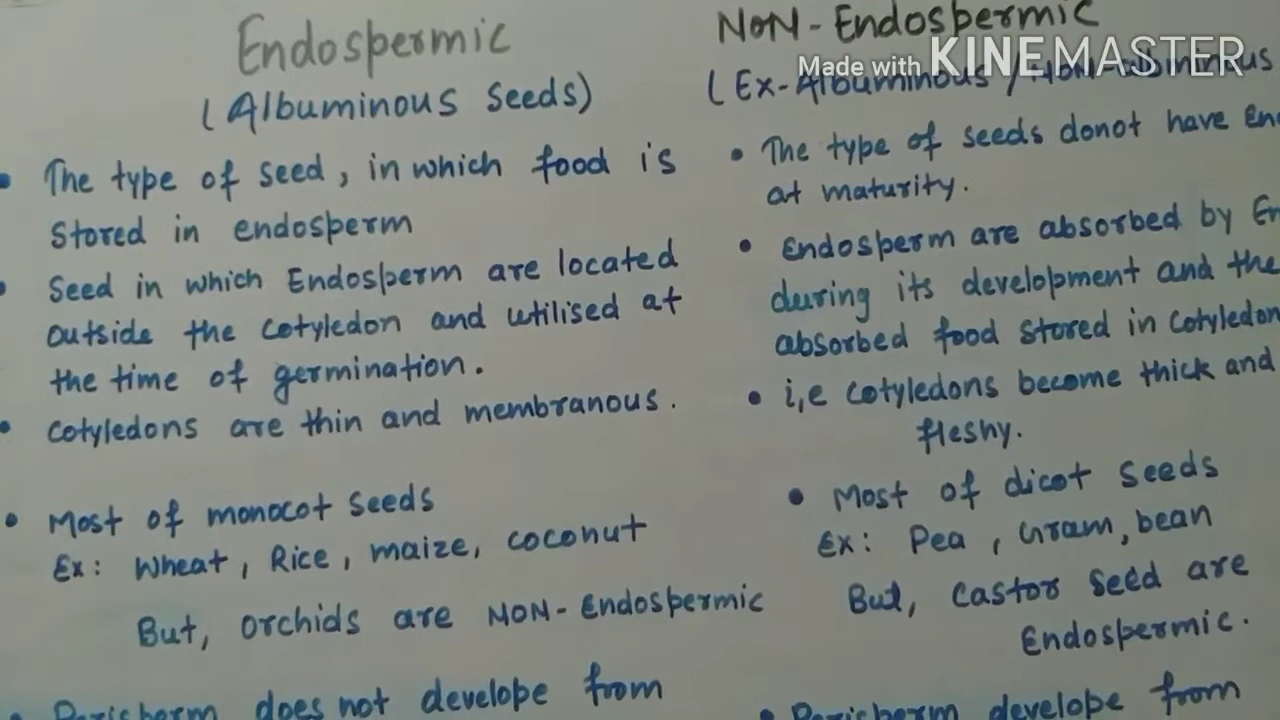 Endospermic
(Albuminous seeds)
• The type of seed, in which food is
stored in endosperm
• Seed in which Endosperm are located
outside the cotyledon and utilised at
the time of germination.
• Cotyledons are thin and membranous.
• Most of monocot seeds
Ex: Wheat, Rice, maize, coconut
But, orchids are NON-Endospermic
does not develope from
NON-Endospermic
Made with KINEMASTER
(Ex-Albuminous /
• The type of seeds donot have
at maturity.
• Endosperm are absorbed by
during its development and the
absorbed food stored in cotyledon
• i,e cotyledons become thick and
fleshy.
• Most of dicot seeds
Ex: Pea, Gram, bean
But, castor seed are
Endospermic.
develope from